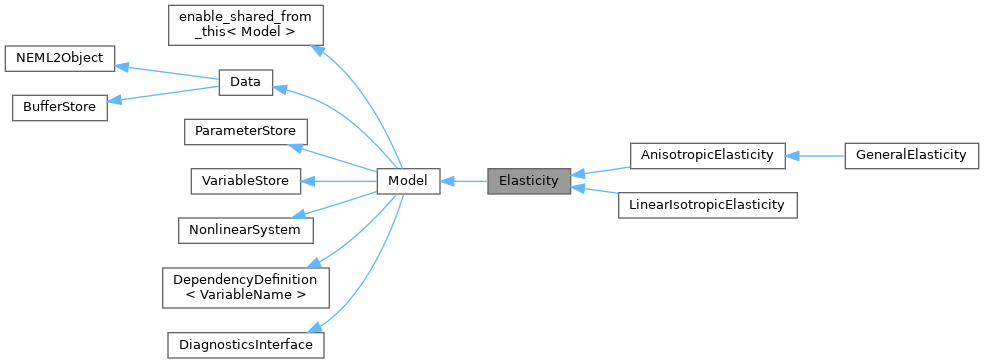 enable_shared_from
_this< Model >
NEML2Object
Data
BufferStore
ParameterStore
VariableStore
NonlinearSystem
DependencyDefinition
< VariableName >
DiagnosticsInterface
Model
Elasticity
AnisotropicElasticity
GeneralElasticity
LinearIsotropicElasticity